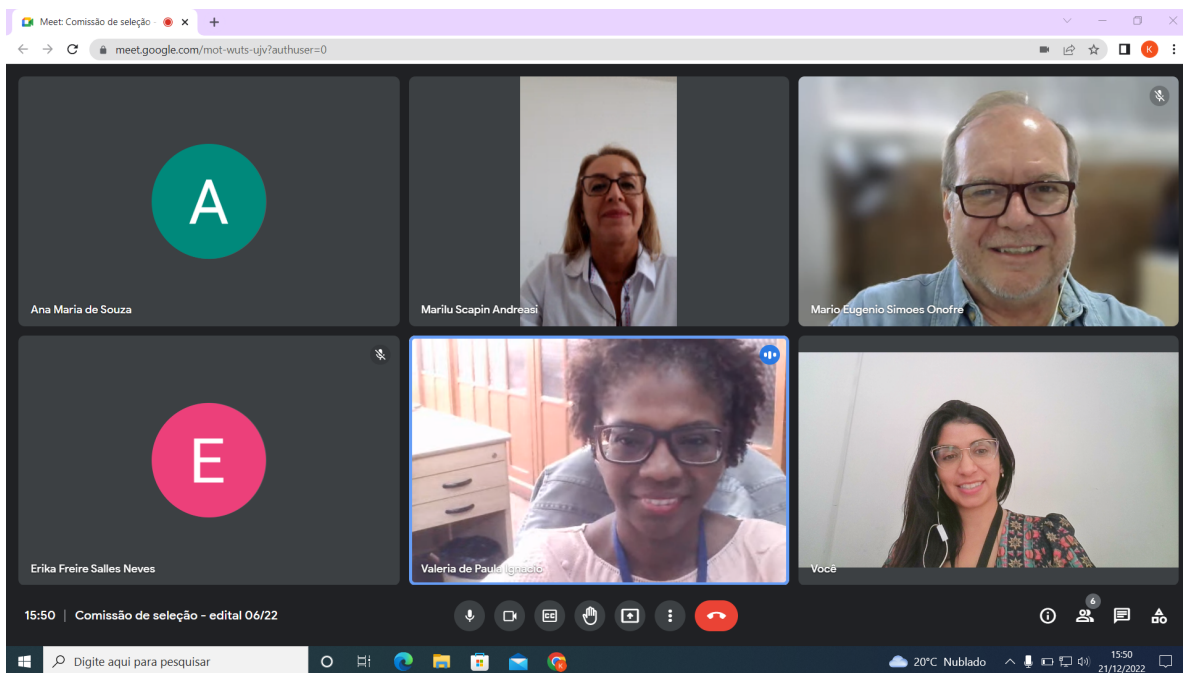 Meet: Comissão de seleção -
meet.google.com/mot-wuts-ujv?authuser=0
K
A
Ana Maria de Souza
Marilu Scapin Andreasi
Mario Eugenio Simoes Onofre
E
Erika Freire Salles Neves
Valeria de Paula Ignacio
Você
15:50 | Comissão de seleção - edital 06/22
CC
6
Digite aqui para pesquisar
20°C Nublado
15:50
21/12/2022